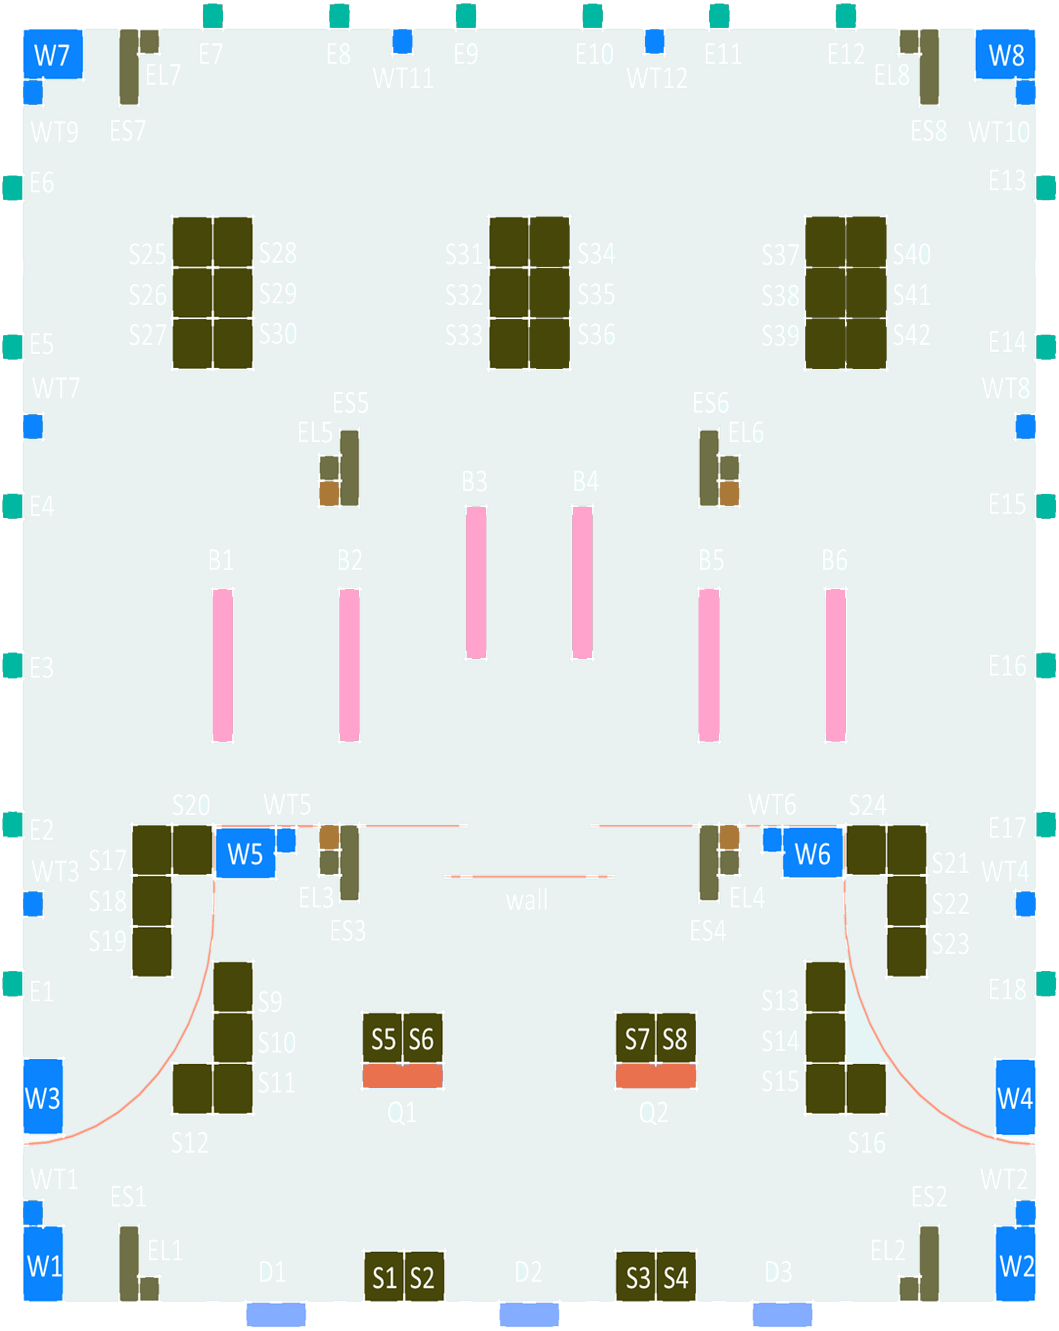 W7 E7 E8 E9 E10 E11 E12 W8
EL7 WT11 WT12 EL8
WT9 ES7 ES8 WT10
E6 E13
S25 S28 S31 S34 S37 S40
S26 S29 S32 S35 S38 S41
S27 S30 S33 S36 S39 S42
E5 E14
WT7 WT8
ES5 ES6
EL5 EL6
B3 B4
E4 E15
B1 B2 B5 B6
E3 E16
S20 WT5 WT6 S24
E2 E17
S17 W5 W6 S21
WT3 WT4
S18 EL3 wall EL4 S22
S19 ES3 ES4 S23
E1 S9 S13 E18
S10 S5 S6 S7 S8 S14
S11 S15
W3 Q1 Q2 W4
S12 S16
WT1 WT2
ES1 ES2
EL1 EL2
W1 D1 S1 S2 D2 S3 S4 D3 W2